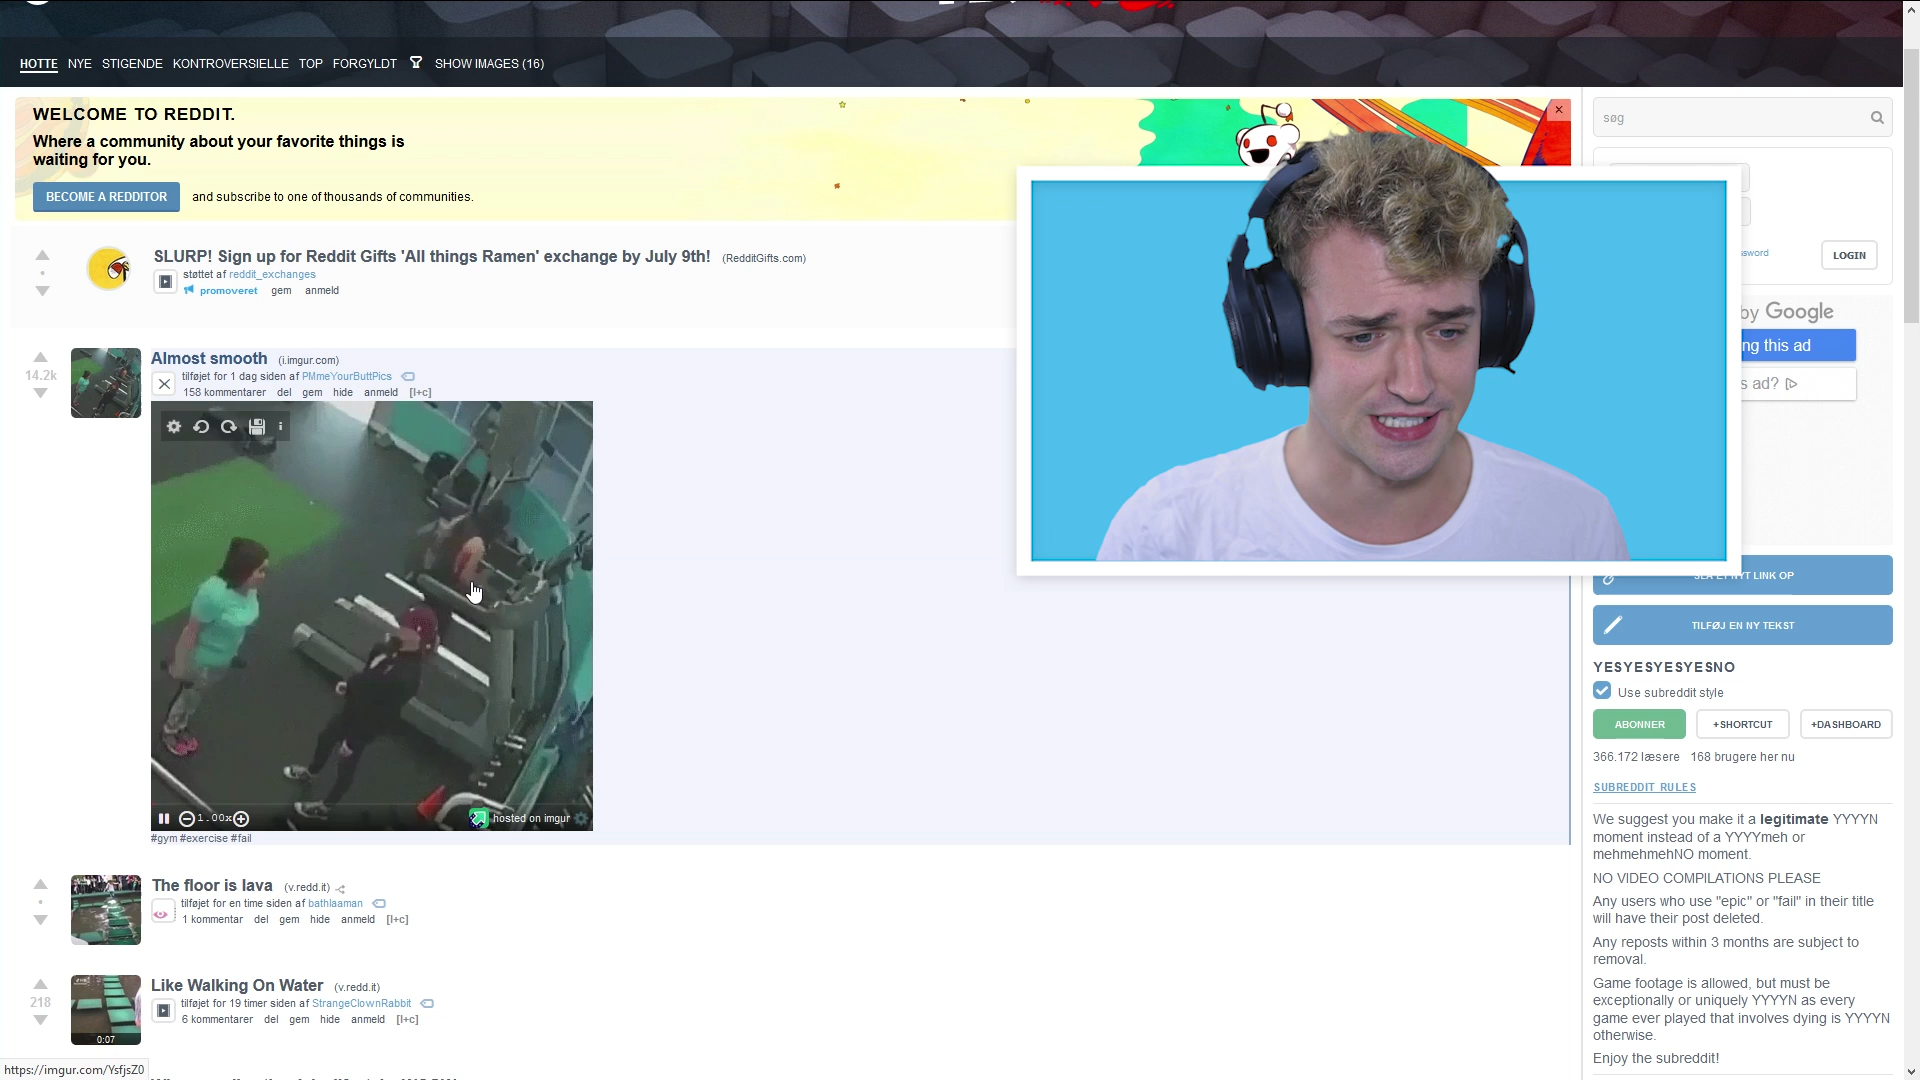 HOTTE NYE STIGENDE KONTROVERSIELLE TOP FORGYLDT SHOW IMAGES (16)
WELCOME TO REDDIT.
Where a community about your favorite things is
waiting for you.
BECOME A REDDITOR and subscribe to one of thousands of communities.
SLURP! Sign up for Reddit Gifts 'All things Ramen' exchange by July 9th! (RedditGifts.com)
støttet af reddit_exchanges
promoveret gem anmeld
14.2k
Almost smooth (i.imgur.com)
tilføjet for 1 dag siden af PMmeYourButtPics
158 kommentarer del gem hide anmeld [l+c]
1.00x
hosted on imgur
#gym #exercise #fail
The floor is lava (v.redd.it)
tilføjet for en time siden af bathlaaman
1 kommentar del gem hide anmeld [l+c]
218
0:07
Like Walking On Water (v.redd.it)
tilføjet for 19 timer siden af StrangeClownRabbit
6 kommentarer del gem hide anmeld [l+c]
https://imgur.com/YsfjsZ0
søg
LOGIN
by Google
this ad
ad?
LINK OP
TILFØJ EN NY TEKST
YESYESYESYESNO
Use subreddit style
ABONNER +SHORTCUT +DASHBOARD
366.172 læsere 168 brugere her nu
SUBREDDIT RULES
We suggest you make it a legitimate YYYYN
moment instead of a YYYYmeh or
mehmehmehNO moment.
NO VIDEO COMPILATIONS PLEASE
Any users who use "epic" or "fail" in their title
will have their post deleted.
Any reposts within 3 months are subject to
removal.
Game footage is allowed, but must be
exceptionally or uniquely YYYYN as every
game ever played that involves dying is YYYYN
otherwise.
Enjoy the subreddit!